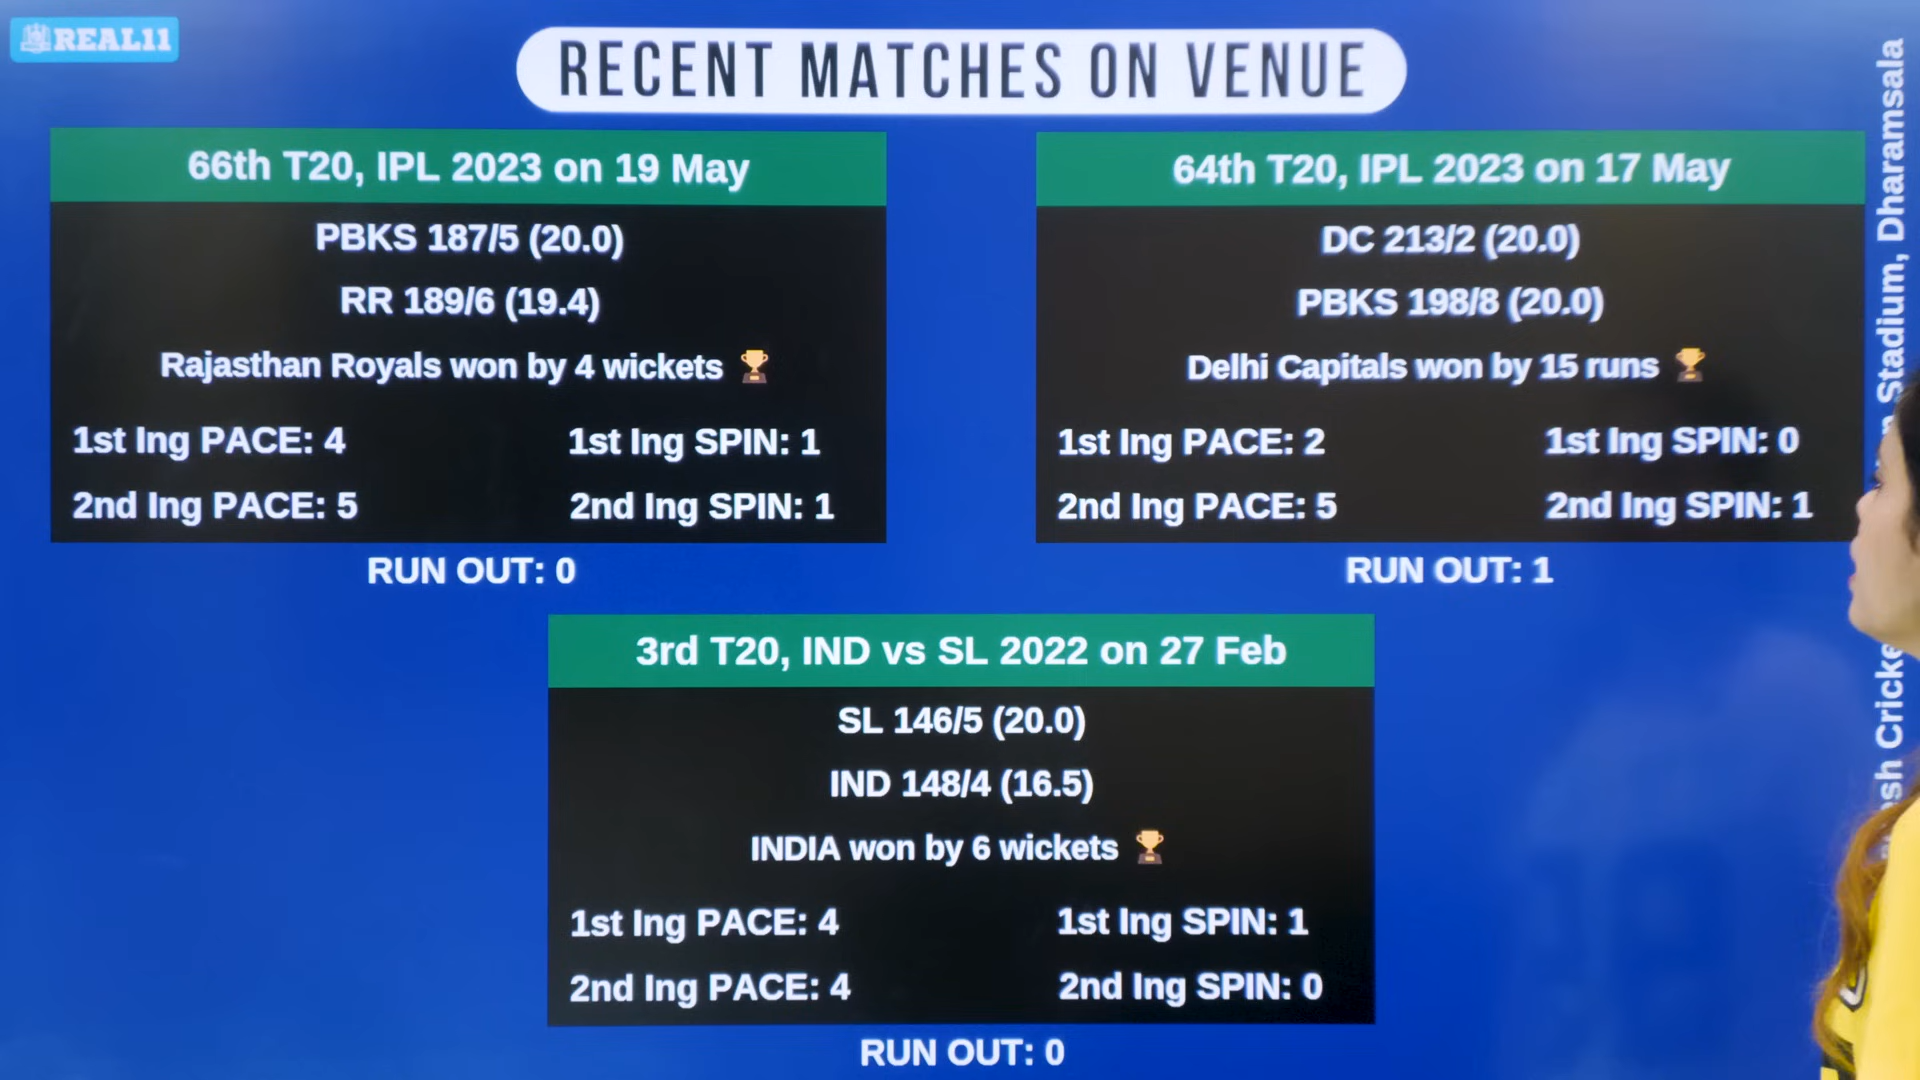 REAL11
RECENT MATCHES ON VENUE
66th T20, IPL 2023 on 19 May
PBKS 187/5 (20.0)
RR 189/6 (19.4)
Rajasthan Royals won by 4 wickets
1st Ing PACE: 4
1st Ing SPIN: 1
2nd Ing PACE: 5
2nd Ing SPIN: 1
RUN OUT: 0
64th T20, IPL 2023 on 17 May
DC 213/2 (20.0)
PBKS 198/8 (20.0)
Delhi Capitals won by 15 runs
1st Ing PACE: 2
1st Ing SPIN: 0
2nd Ing PACE: 5
2nd Ing SPIN: 1
RUN OUT: 1
3rd T20, IND vs SL 2022 on 27 Feb
SL 146/5 (20.0)
IND 148/4 (16.5)
INDIA won by 6 wickets
1st Ing PACE: 4
1st Ing SPIN: 1
2nd Ing PACE: 4
2nd Ing SPIN: 0
RUN OUT: 0
Stadium, Dharamsala